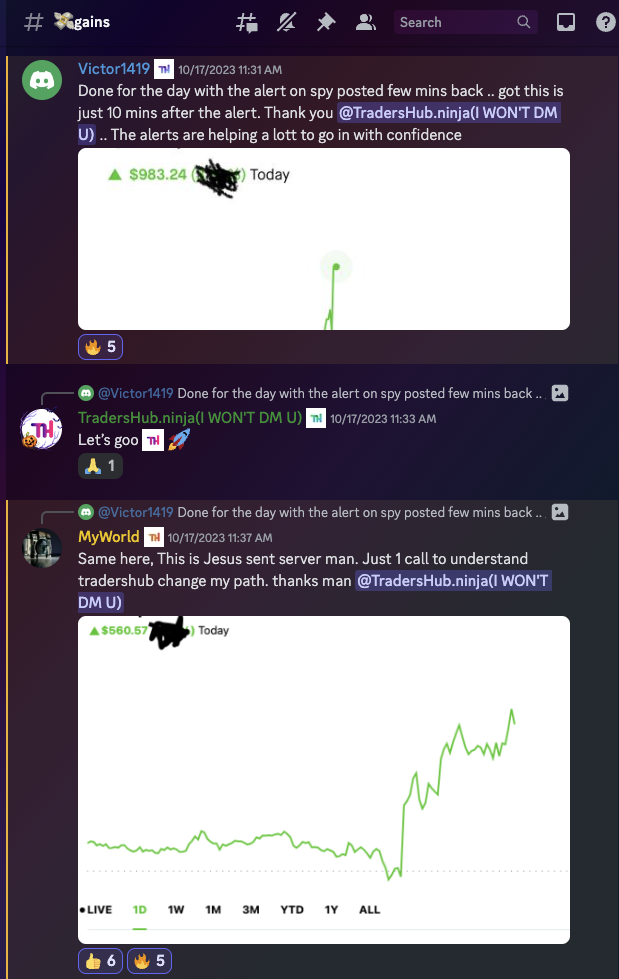 # 💸gains
Search
Victor1419 TH 10/17/2023 11:31 AM
Done for the day with the alert on spy posted few mins back .. got this is
just 10 mins after the alert. Thank you @TradersHub.ninja(I WON'T DM
U) .. The alerts are helping a lott to go in with confidence
▲ $983.24 ( ) Today
🔥 5
@Victor1419 Done for the day with the alert on spy posted few mins back ..
TH
TradersHub.ninja(I WON'T DM U) TH 10/17/2023 11:33 AM
Let's goo TH 🚀
🙏 1
@Victor1419 Done for the day with the alert on spy posted few mins back ..
MyWorld TH 10/17/2023 11:37 AM
Same here, This is Jesus sent server man. Just 1 call to understand
tradershub change my path. thanks man @TradersHub.ninja(I WON'T
DM U)
▲$560.57 ) Today
•LIVE 1D 1W 1M 3M YTD 1Y ALL
👍 6 🔥 5